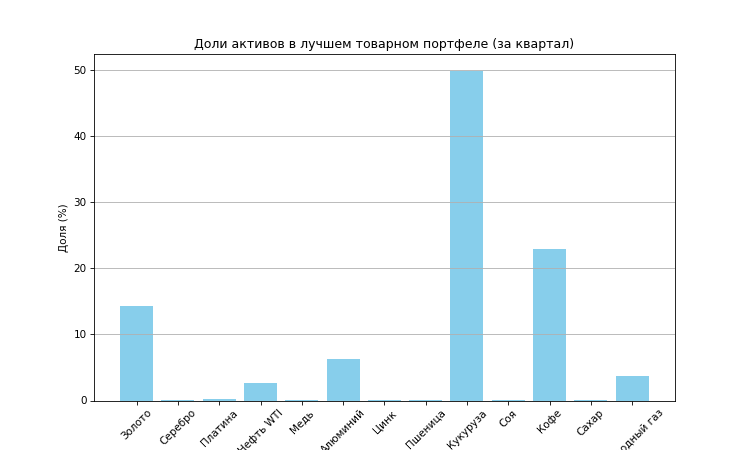 Доли активов в лучшем товарном портфеле (за квартал)
Доля (%)
50
40
30
20
10
0
Золото
Серебро
Платина
Нефть WTI
Медь
Алюминий
Цинк
Пшеница
Кукуруза
Соя
Кофе
Сахар
газ